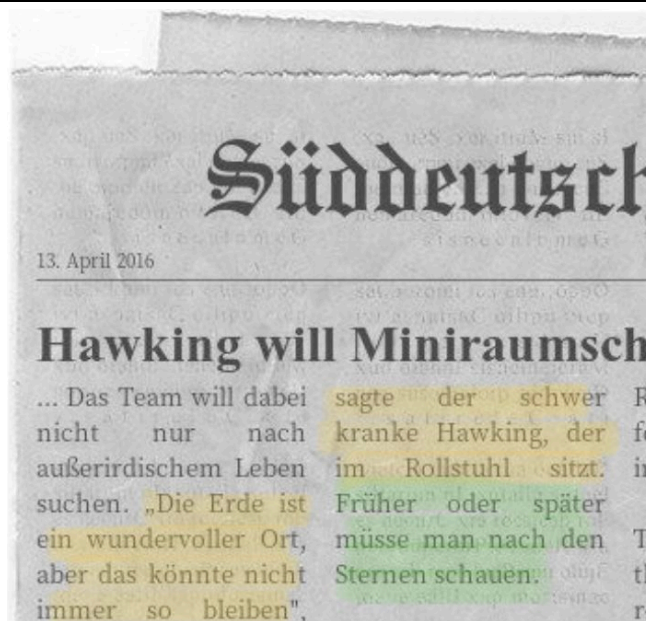 Süddeutsch
13. April 2016
Hawking will Miniraumsch
... Das Team will dabei
nicht nur nach
außerirdischem Leben
suchen. „Die Erde ist
ein wundervoller Ort,
aber das könnte nicht
immer so bleiben",
sagte der schwer
kranke Hawking, der
im Rollstuhl sitzt.
Früher oder später
müsse man nach den
Sternen schauen.